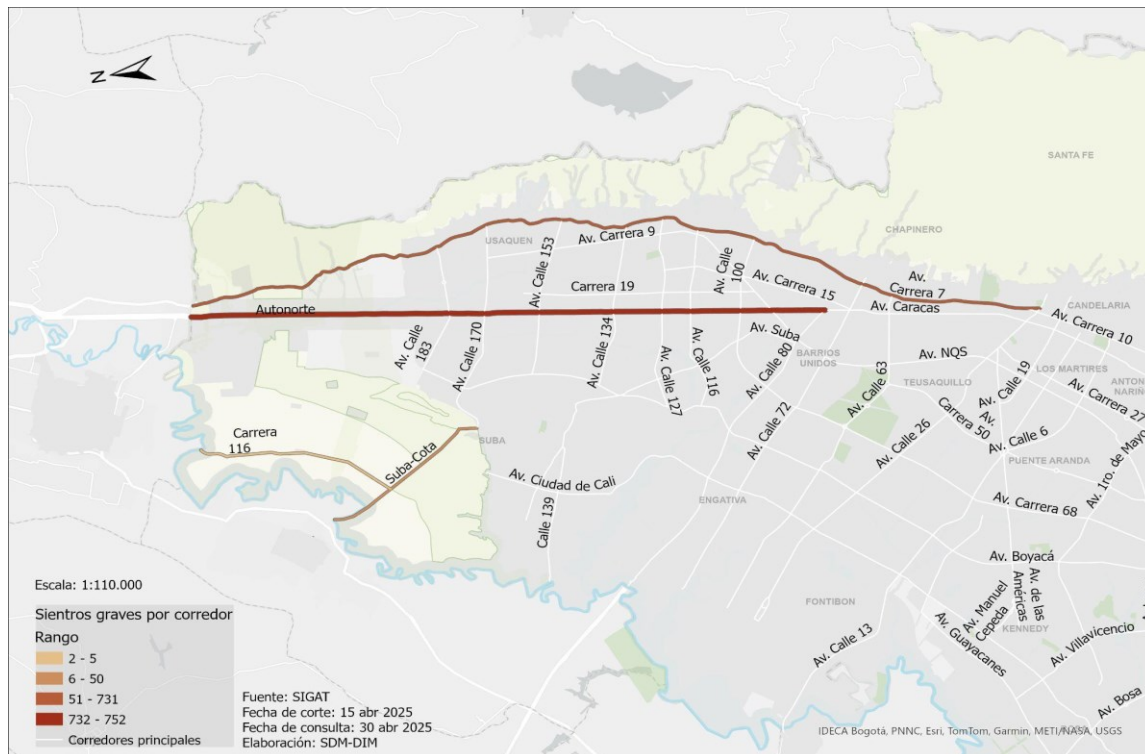 N
SANTA FE
USAQUEN
Av. Calle 153
Av. Carrera 9
CHAPINERO
Av. Calle
100
Carrera 19
Av. Carrera 15
Av.
Carrera 7
Autonorte
Av. Caracas
CANDELARIA
Av. Carrera 10
Av. Calle
183
Av. Calle 170
Av. Calle 134
Av. Suba
Av. Calle 116
Av. Calle 127
Av. Calle 80
BARRIOS
UNIDOS
Av. NQS
LOS MARTIRES
ANTON
NARIÑ
TEUSAQUILLO
Av. Calle 63
Av. Calle 19
Av. Carrera 27
Carrera
116
Suba-Cota
SUBA
Av. Calle 72
Av. Calle 26
Carrera 50
Av.
Av. Calle 6
PUENTE ARANDA
Av. 1ro. de Mayo
Av. Ciudad de Cali
Calle 139
ENGATIVA
Av. Carrera 68
Av. Boyacá
FONTIBON
Av. Calle 13
Av. Manuel
Cepeda
Av. de las
Américas
KENNEDY
Av. Guayacanes
Av. Villavicencio
Av. Bosa
Escala: 1:110.000
Sientros graves por corredor
Rango
2 - 5
6 - 50
51 - 731
732 - 752
Corredores principales
Fuente: SIGAT
Fecha de corte: 15 abr 2025
Fecha de consulta: 30 abr 2025
Elaboración: SDM-DIM
IDECA Bogotá, PNNC, Esri, TomTom, Garmin, METI/NASA, USGS